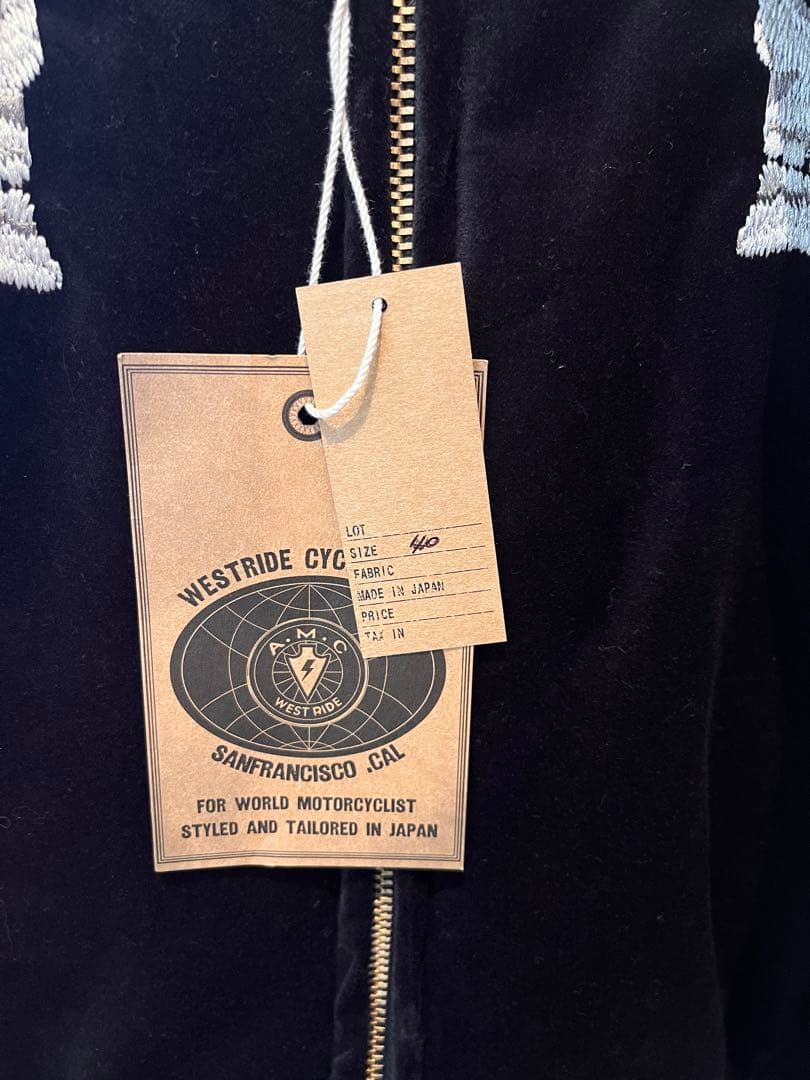 LOT
SIZE 40
FABRIC
MADE IN JAPAN
PRICE
TAX IN
WESTRIDE CYC
A.M.C
WEST RIDE
SANFRANCISCO .CAL
FOR WORLD MOTORCYCLIST
STYLED AND TAILORED IN JAPAN